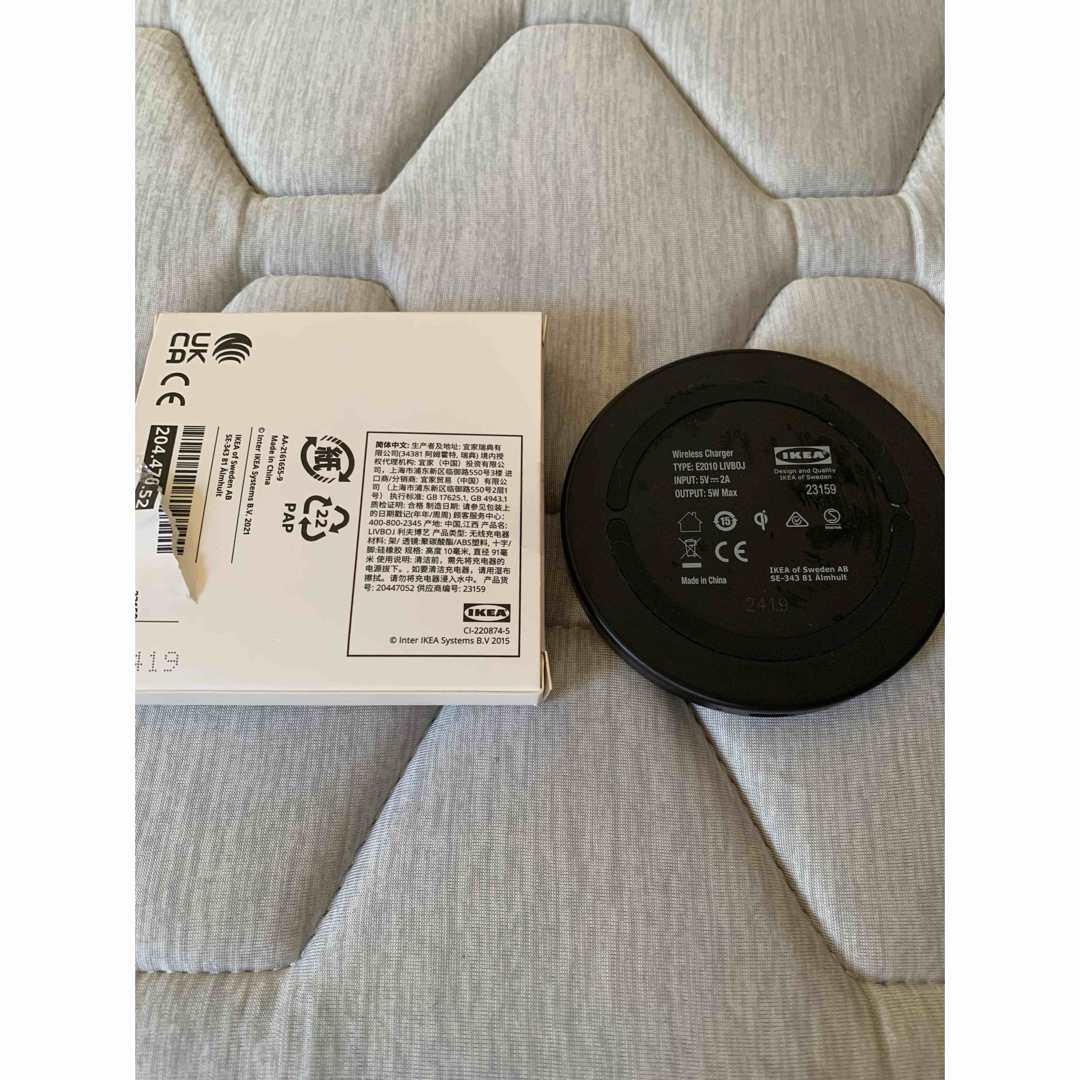 UK
CA
CE
204.470.52
IKEA of Sweden AB
SE-343 81 Älmhult
© Inter IKEA Systems B.V. 2021
Made in China
AA-2161655-9
紙
22
PAP
简体中文: 生产者及地址: 宜家瑞典有
限公司(34381 阿姆霍特, 瑞典) 境内授
权代理机构: 宜家（中国）投资有限公
司, 上海市浦东新区临御路550号3楼 进
口商/分销商: 宜家贸易（中国）有限公
司 （上海市浦东新区临御路550号2层1
号） 执行标准: GB 17625.1, GB 4943.1
质检证明: 合格 制造日期: 请参见包装上
的日期戳记(年年/周周) 顾客服务中心:
400-800-2345 产地: 中国,江西 产品名:
LIVBOJ 利夫博艺 产品类型: 无线充电器
材料: 架/ 透镜:聚碳酸酯/ABS塑料, 十字/
脚:硅橡胶 规格: 高度 10毫米, 直径 91毫
米 使用说明: 清洁前，需先将充电器的
电源拔下。, 如要清洁充电器，请用湿布
擦拭。请勿将充电器浸入水中。 产品货
号: 20447052 供应商编号: 23159
IKEA
CI-220874-5
© Inter IKEA Systems B.V 2015
419
Wireless Charger
TYPE: E2010 LIVBOJ
INPUT: 5V⎓2A
OUTPUT: 5W Max
IKEA
Design and Quality
IKEA of Sweden
23159
15
qi
Intertek
CE
Made in China
IKEA of Sweden AB
SE-343 81 Älmhult
2419